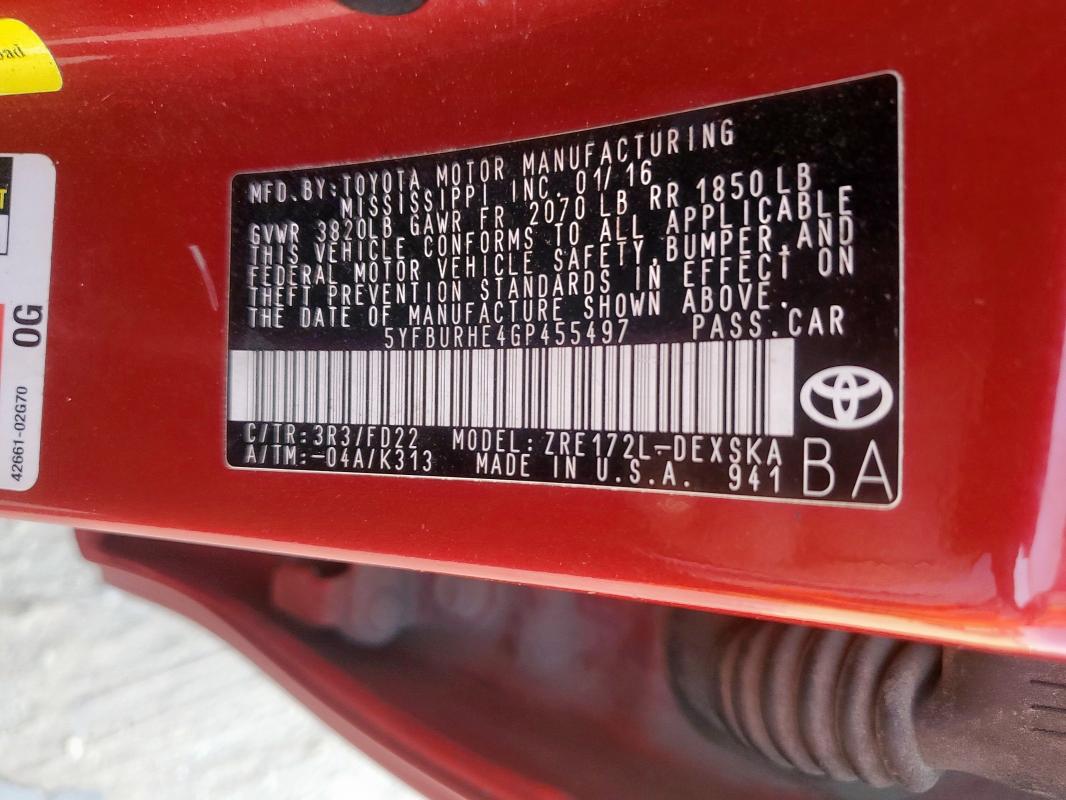 MFD.BY:TOYOTA MOTOR MANUFACTURING
MISSISSIPPI INC. 01/16
GVWR 3820LB GAWR FR 2070 LB RR 1850LB
THIS VEHICLE CONFORMS TO ALL APPLICABLE
FEDERAL MOTOR VEHICLE SAFETY,BUMPER,AND
THEFT PREVENTION STANDARDS IN EFFECT ON
THE DATE OF MANUFACTURE SHOWN ABOVE.
5YFBURHE4GP455497 PASS.CAR
C/TR:3R3/FD22 MODEL:ZRE172L-DEXSKA
A/TM:-04A/K313 MADE IN U.S.A. 941
BA
0G
42661-02G70